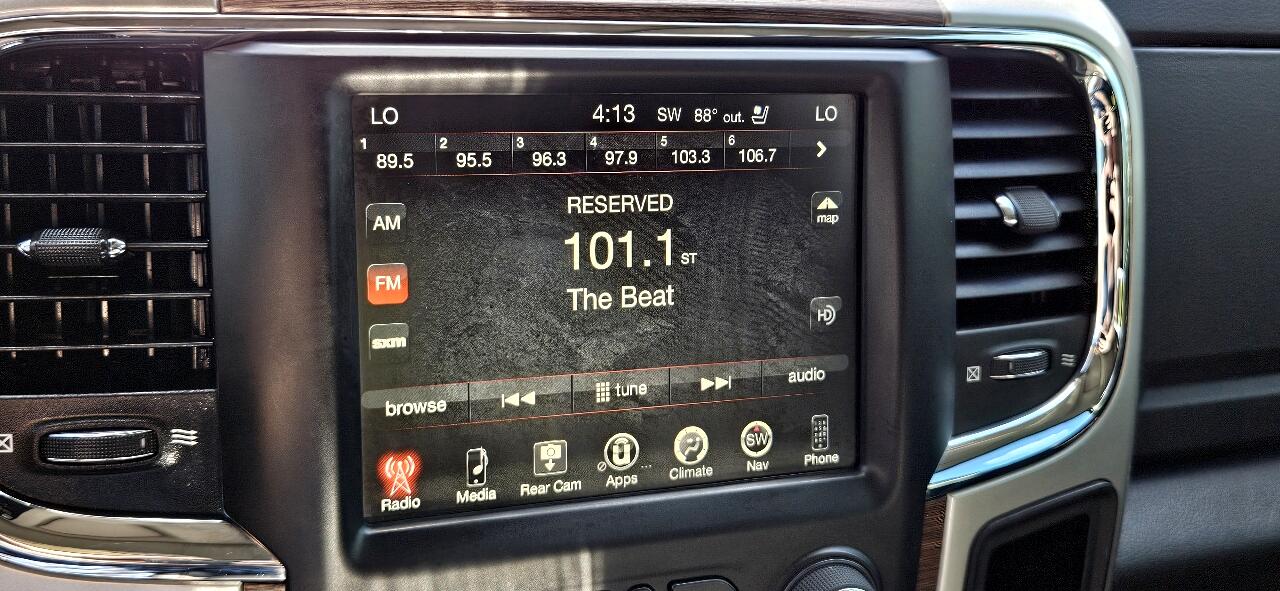 LO 4:13 SW 88° out. LO
1 89.5 2 95.5 3 96.3 4 97.9 5 103.3 6 106.7
RESERVED
AM
map
101.1 ST
FM
The Beat
HD
sxm
browse tune audio
SW
Radio Media Rear Cam Apps Climate Nav Phone